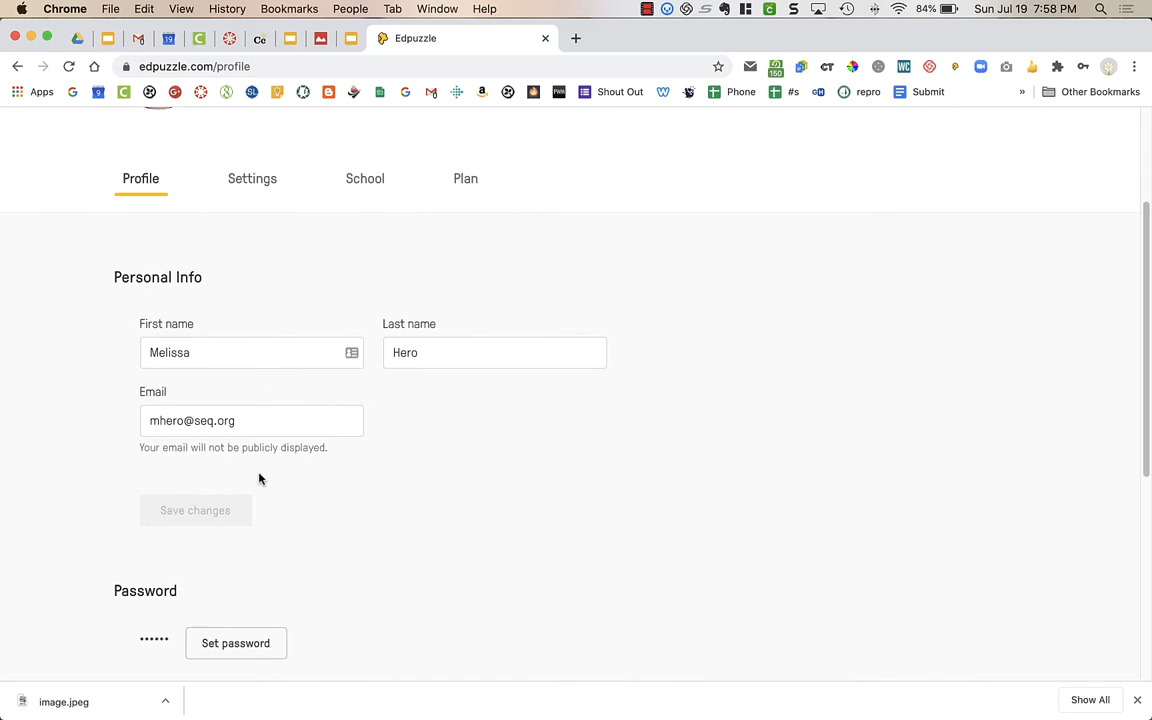 Chrome File Edit View History Bookmarks People Tab Window Help 84% Sun Jul 19 7:58 PM
Edpuzzle
edpuzzle.com/profile
Apps Shout Out Phone #s repro Submit » Other Bookmarks
Profile Settings School Plan
Personal Info
First name Last name
Melissa Hero
Email
mhero@seq.org
Your email will not be publicly displayed.
Save changes
Password
Set password
image.jpeg Show All